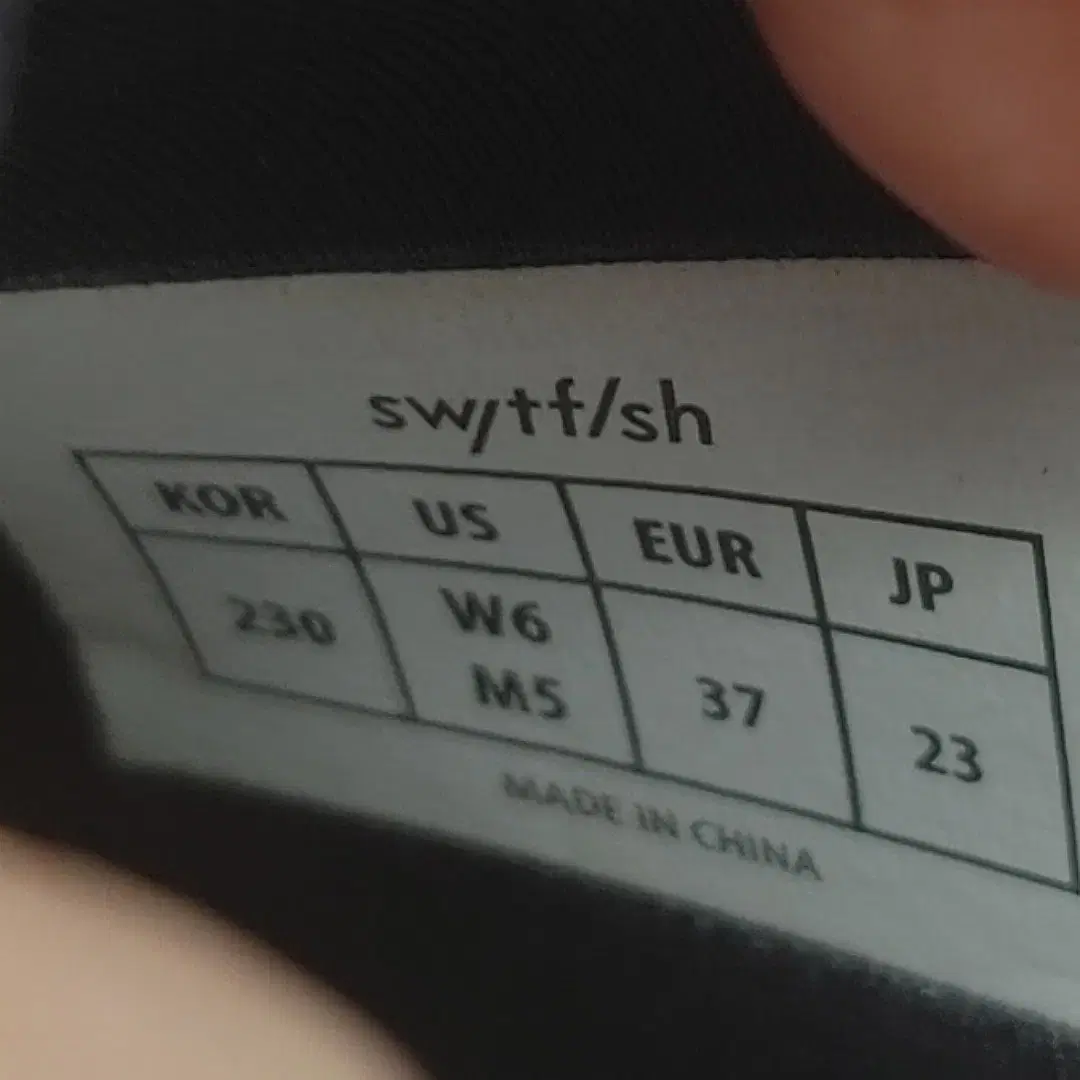 sw/tf/sh
KOR US EUR JP
230 W6 M5 37 23
MADE IN CHINA